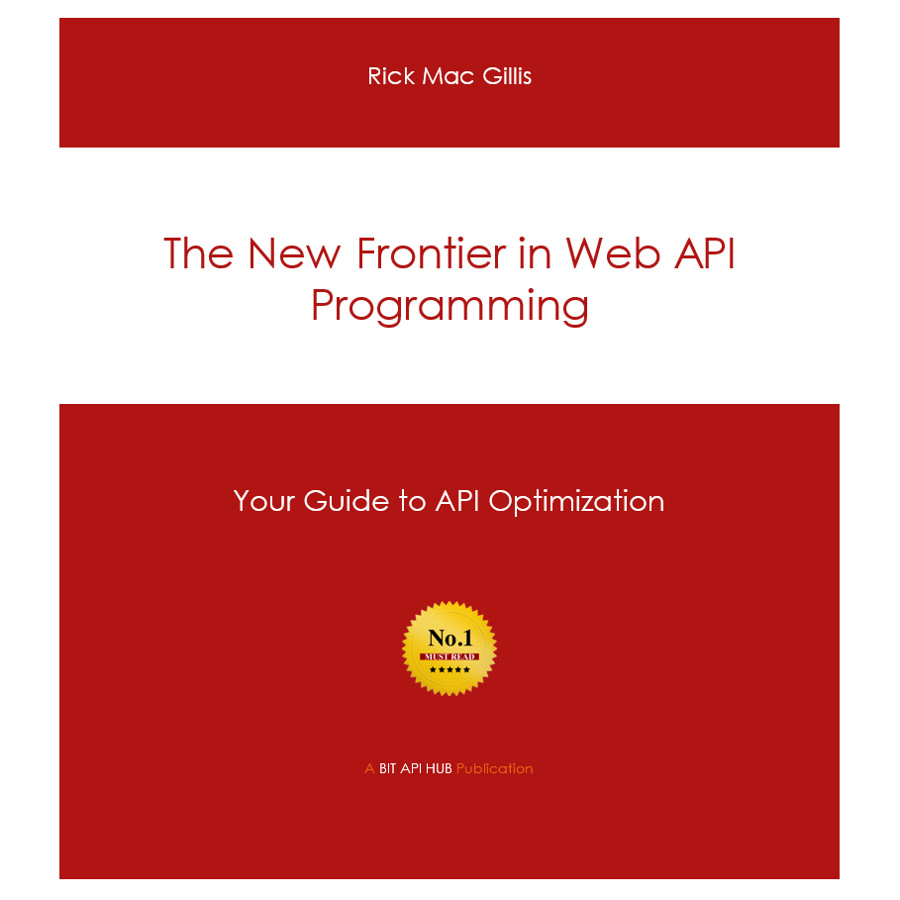 Rick Mac Gillis
The New Frontier in Web API
Programming
Your Guide to API Optimization
No.1
MUST READ
A BIT API HUB Publication